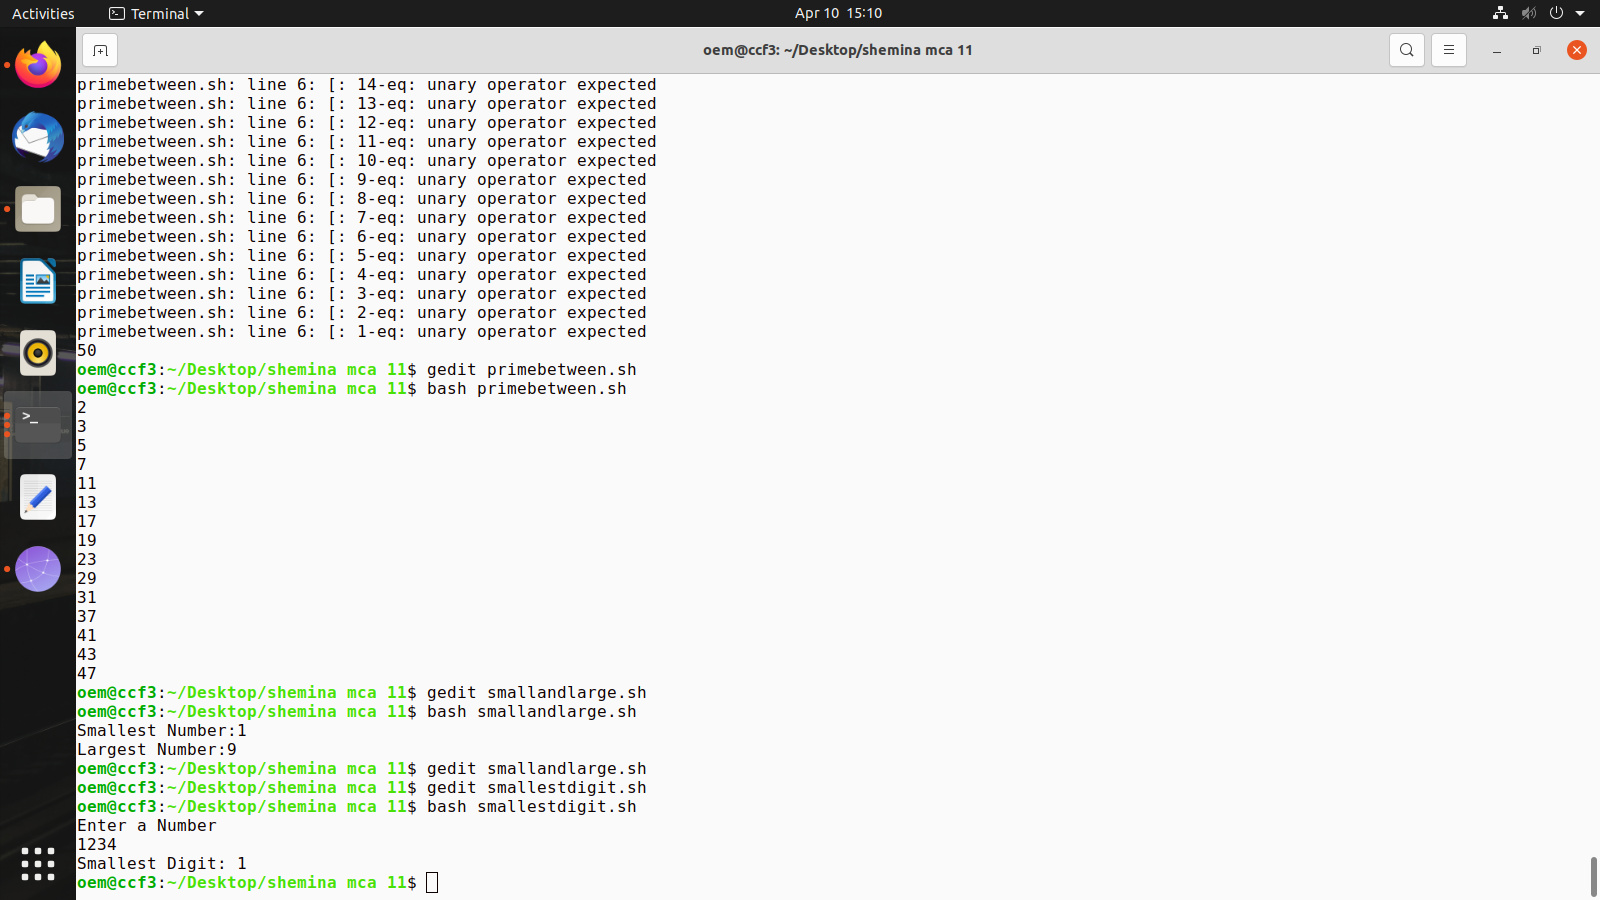 Activities
Terminal
Apr 10 15:10
oem@ccf3: ~/Desktop/shemina mca 11
primebetween.sh: line 6: [: 14-eq: unary operator expected
primebetween.sh: line 6: [: 13-eq: unary operator expected
primebetween.sh: line 6: [: 12-eq: unary operator expected
primebetween.sh: line 6: [: 11-eq: unary operator expected
primebetween.sh: line 6: [: 10-eq: unary operator expected
primebetween.sh: line 6: [: 9-eq: unary operator expected
primebetween.sh: line 6: [: 8-eq: unary operator expected
primebetween.sh: line 6: [: 7-eq: unary operator expected
primebetween.sh: line 6: [: 6-eq: unary operator expected
primebetween.sh: line 6: [: 5-eq: unary operator expected
primebetween.sh: line 6: [: 4-eq: unary operator expected
primebetween.sh: line 6: [: 3-eq: unary operator expected
primebetween.sh: line 6: [: 2-eq: unary operator expected
primebetween.sh: line 6: [: 1-eq: unary operator expected
50
oem@ccf3:~/Desktop/shemina mca 11$ gedit primebetween.sh
oem@ccf3:~/Desktop/shemina mca 11$ bash primebetween.sh
2
3
5
7
11
13
17
19
23
29
31
37
41
43
47
oem@ccf3:~/Desktop/shemina mca 11$ gedit smallandlarge.sh
oem@ccf3:~/Desktop/shemina mca 11$ bash smallandlarge.sh
Smallest Number:1
Largest Number:9
oem@ccf3:~/Desktop/shemina mca 11$ gedit smallandlarge.sh
oem@ccf3:~/Desktop/shemina mca 11$ gedit smallestdigit.sh
oem@ccf3:~/Desktop/shemina mca 11$ bash smallestdigit.sh
Enter a Number
1234
Smallest Digit: 1
oem@ccf3:~/Desktop/shemina mca 11$